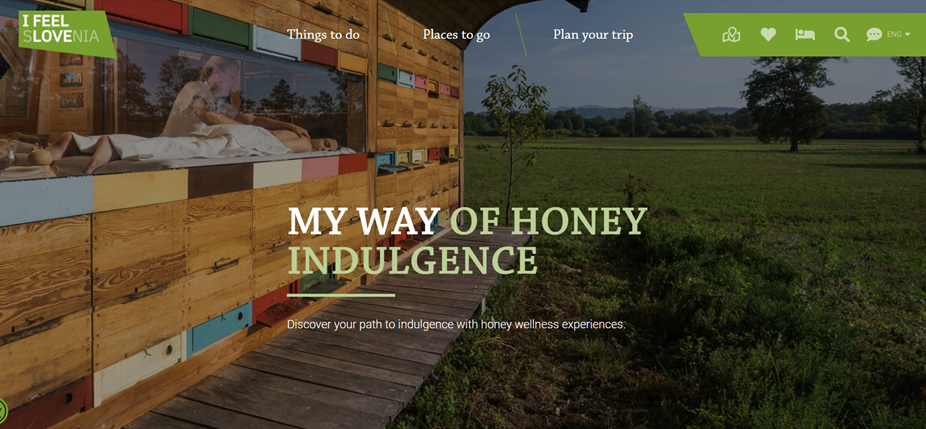 I FEEL
SLOVENIA
Things to do
Places to go
Plan your trip
ENG
MY WAY OF HONEY
INDULGENCE
Discover your path to indulgence with honey wellness experiences.